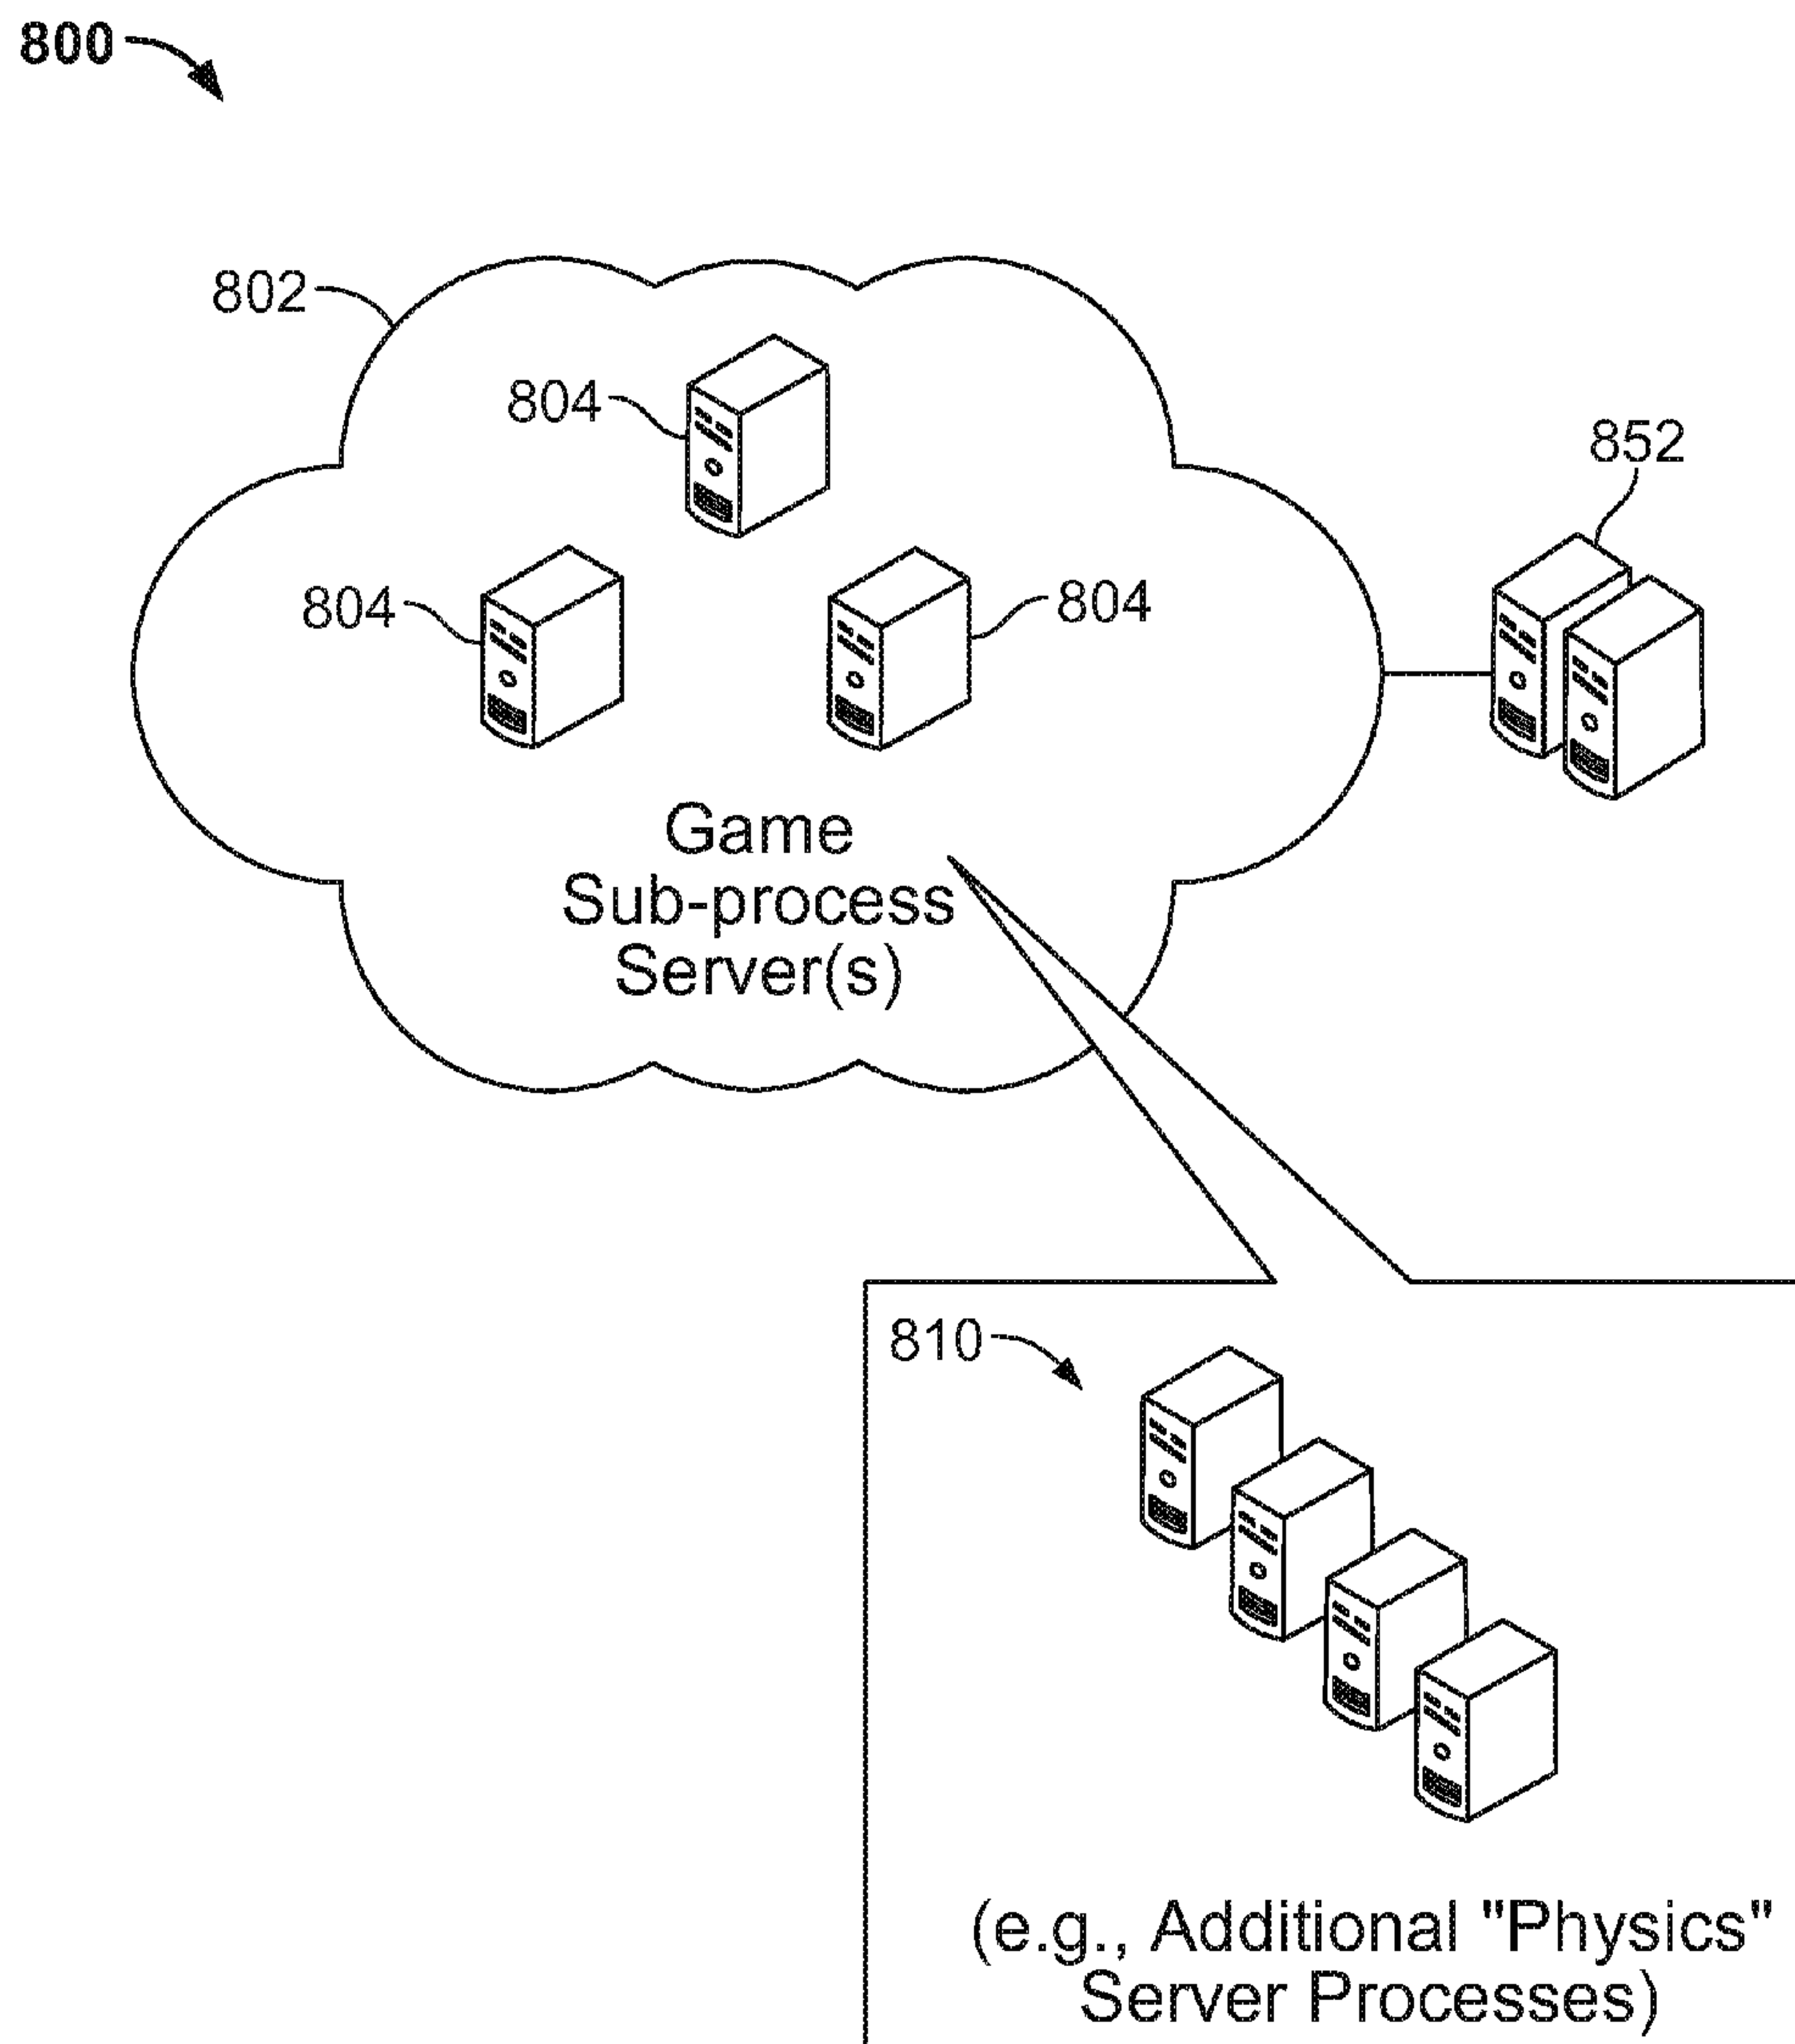 800
802
804
852
804
804
Game
Sub-process
Server(s)
810
(e.g., Additional "Physics"
Server Processes)